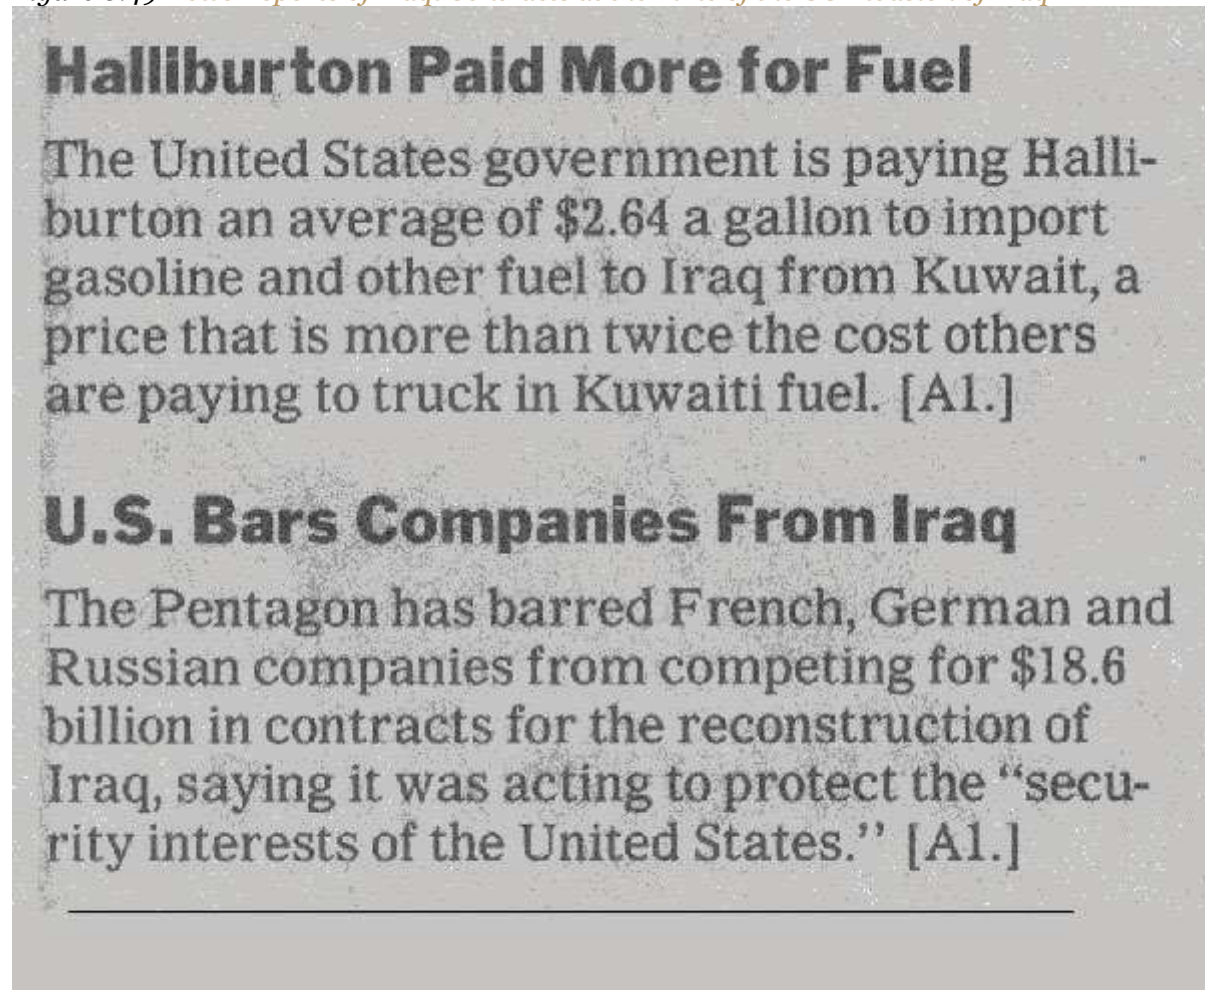 Halliburton Paid More for Fuel
The United States government is paying Halli-
burton an average of $2.64 a gallon to import
gasoline and other fuel to Iraq from Kuwait, a
price that is more than twice the cost others
are paying to truck in Kuwaiti fuel. [A1.]
U.S. Bars Companies From Iraq
The Pentagon has barred French, German and
Russian companies from competing for $18.6
billion in contracts for the reconstruction of
Iraq, saying it was acting to protect the “secu-
rity interests of the United States.” [A1.]